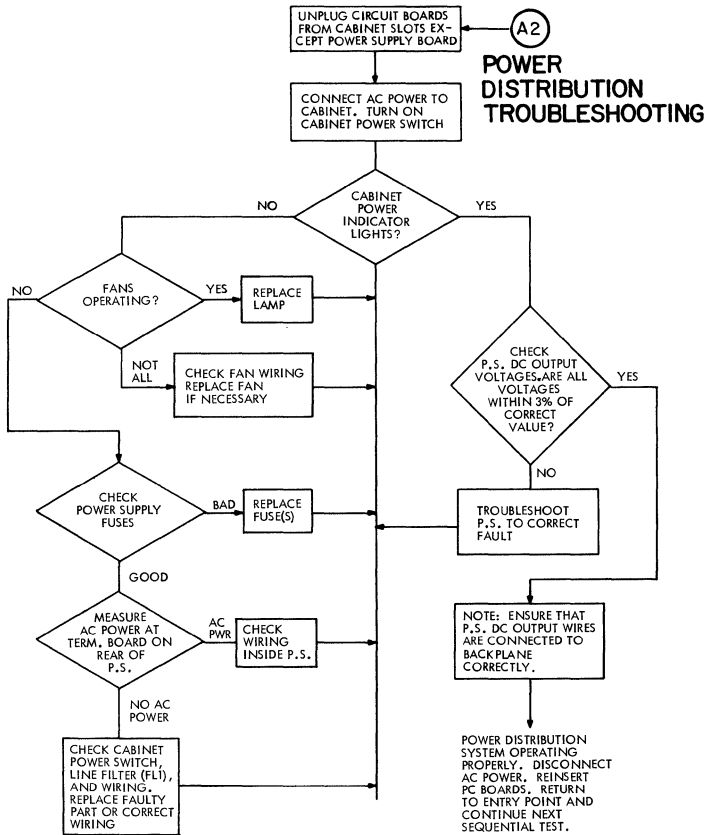 UNPLUG CIRCUIT BOARDS
FROM CABINET SLOTS EX-
CEPT POWER SUPPLY BOARD
A2
POWER
DISTRIBUTION
TROUBLESHOOTING
CONNECT AC POWER TO
CABINET. TURN ON
CABINET POWER SWITCH
CABINET
POWER
INDICATOR
LIGHTS?
NO
YES
FANS
OPERATING?
NO
YES
REPLACE
LAMP
NOT
ALL
CHECK FAN WIRING
REPLACE FAN
IF NECESSARY
CHECK
P.S. DC OUTPUT
VOLTAGES.ARE ALL
VOLTAGES
WITHIN 3% OF
CORRECT
VALUE?
YES
NO
CHECK
POWER SUPPLY
FUSES
BAD
REPLACE
FUSE(S)
TROUBLESHOOT
P.S. TO CORRECT
FAULT
GOOD
MEASURE
AC POWER AT
TERM. BOARD ON
REAR OF
P.S.
AC
PWR
CHECK
WIRING
INSIDE P.S.
NOTE: ENSURE THAT
P.S. DC OUTPUT WIRES
ARE CONNECTED TO
BACKPLANE
CORRECTLY.
NO AC
POWER
CHECK CABINET
POWER SWITCH,
LINE FILTER (FL1),
AND WIRING.
REPLACE FAULTY
PART OR CORRECT
WIRING
POWER DISTRIBUTION
SYSTEM OPERATING
PROPERLY. DISCONNECT
AC POWER. REINSERT
PC BOARDS. RETURN
TO ENTRY POINT AND
CONTINUE NEXT
SEQUENTIAL TEST.